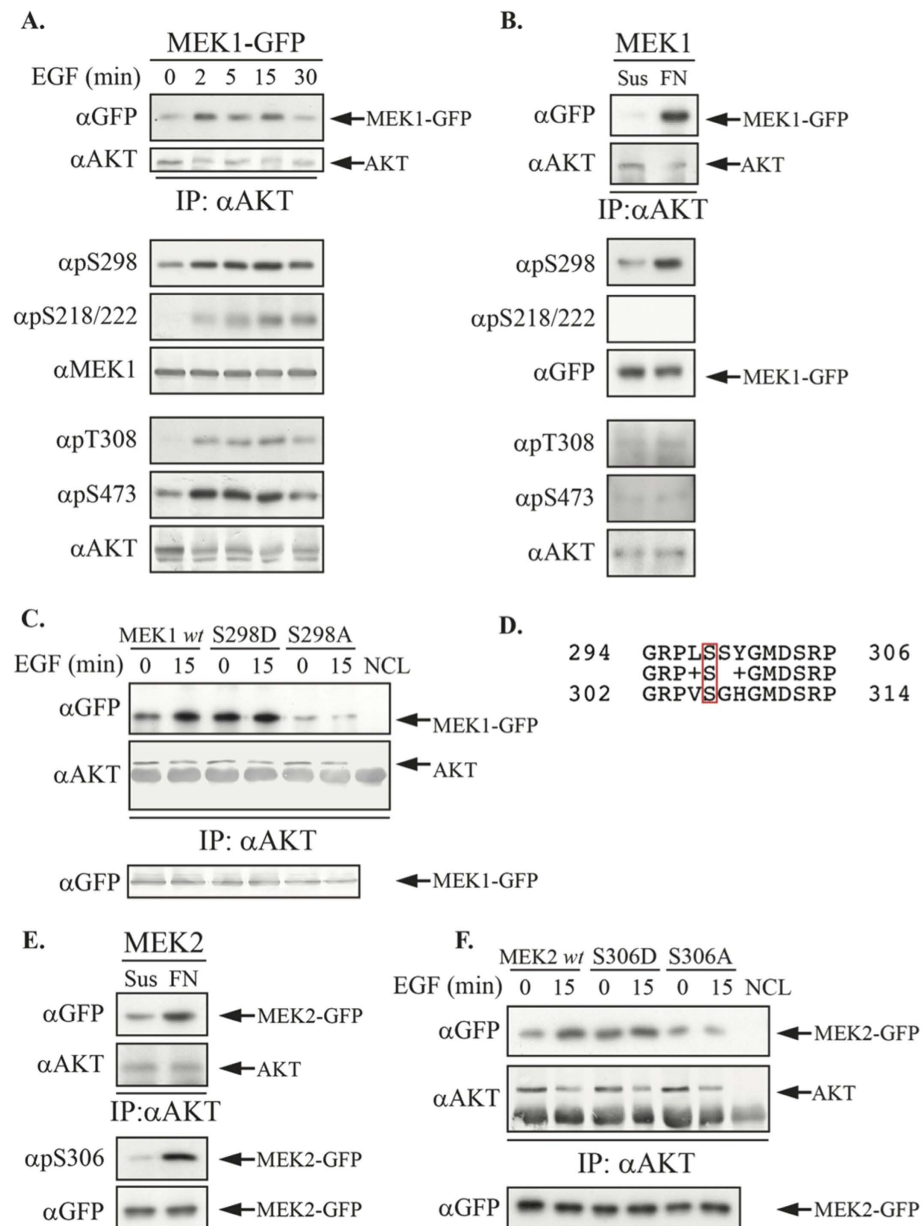 A.
MEK1-GFP
EGF (min) 0 2 5 15 30
αGFP MEK1-GFP
αAKT AKT
IP: αAKT
αpS298
αpS218/222
αMEK1
αpT308
αpS473
αAKT
B.
MEK1
Sus FN
αGFP MEK1-GFP
αAKT AKT
IP:αAKT
αpS298
αpS218/222
αGFP MEK1-GFP
αpT308
αpS473
αAKT
C.
MEK1 wt S298D S298A
EGF (min) 0 15 0 15 0 15 NCL
αGFP MEK1-GFP
αAKT AKT
IP: αAKT
αGFP MEK1-GFP
D.
294 GRPLSSYGMDSRP 306
GRP+S +GMDSRP
302 GRPVSGHGMDSRP 314
E.
MEK2
Sus FN
αGFP MEK2-GFP
αAKT AKT
IP:αAKT
αpS306 MEK2-GFP
αGFP MEK2-GFP
F.
MEK2 wt S306D S306A
EGF (min) 0 15 0 15 0 15 NCL
αGFP MEK2-GFP
αAKT AKT
IP: αAKT
αGFP MEK2-GFP